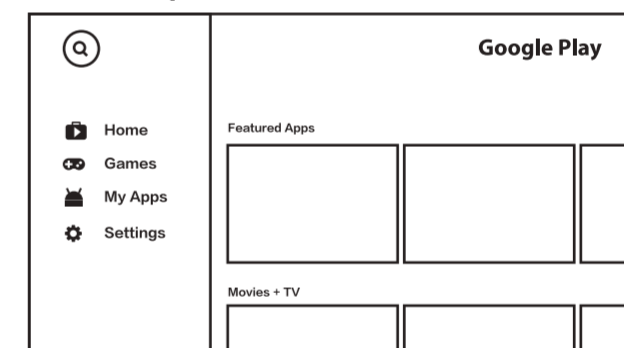 Google Play
Home
Games
My Apps
Settings
Featured Apps
Movies + TV